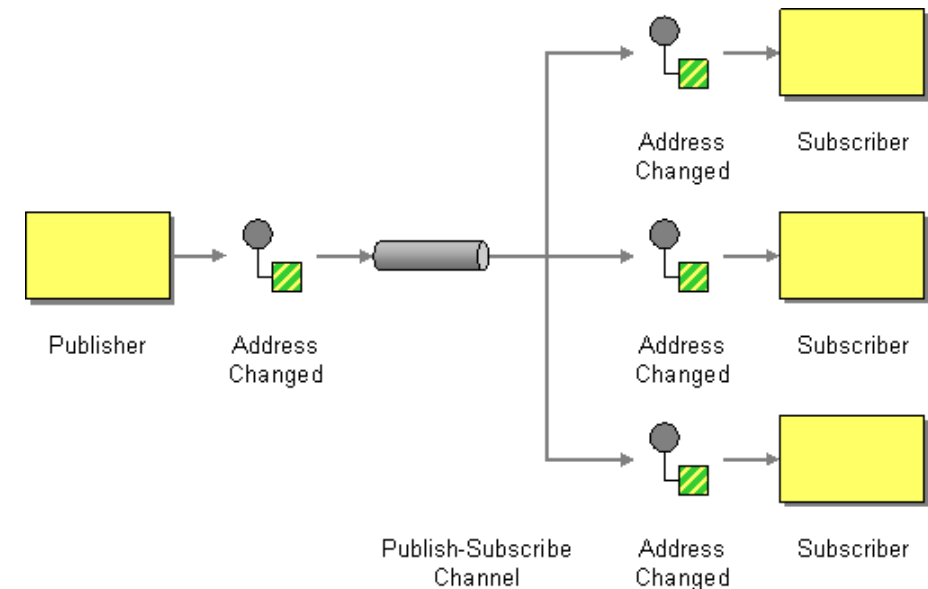 Address
Changed
Subscriber
Publisher
Address
Changed
Address
Changed
Subscriber
Publish-Subscribe
Channel
Address
Changed
Subscriber